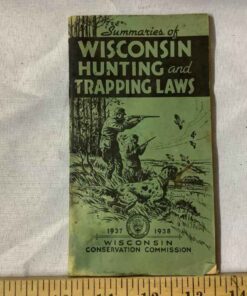 Summaries of
WISCONSIN
HUNTING and
TRAPPING LAWS
1937 1938
WISCONSIN
CONSERVATION COMMISSION